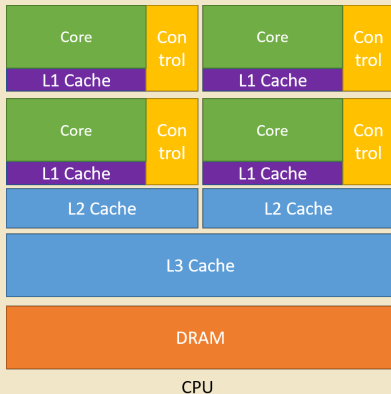 Core
Con
trol
Core
Con
trol
L1 Cache
L1 Cache
Core
Con
trol
Core
Con
trol
L1 Cache
L1 Cache
L2 Cache
L2 Cache
L3 Cache
DRAM
CPU